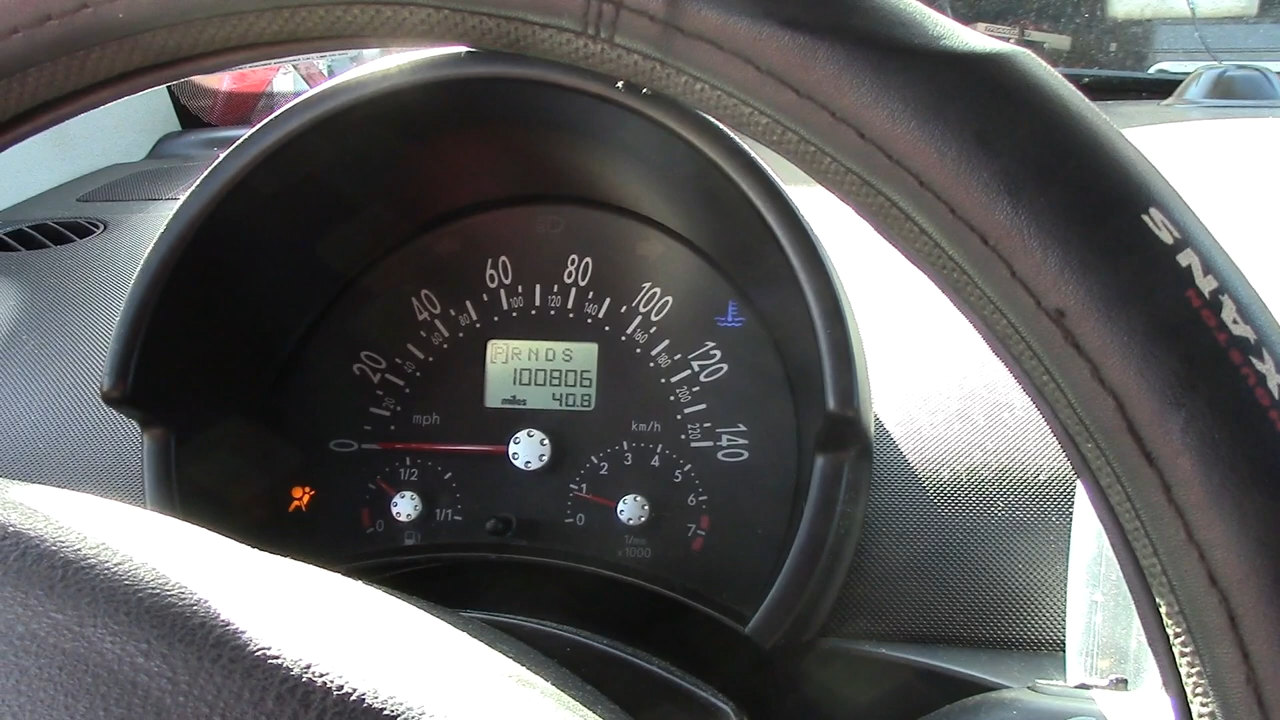 60 80
40 100
20 120
0 140
20 40 60 80 100 120 140 160 180 200 220
[P] R N D S
100806
miles 40.8
mph
km/h
0 1/2 1/1
0 1 2 3 4 5 6 7
1/min
x1000